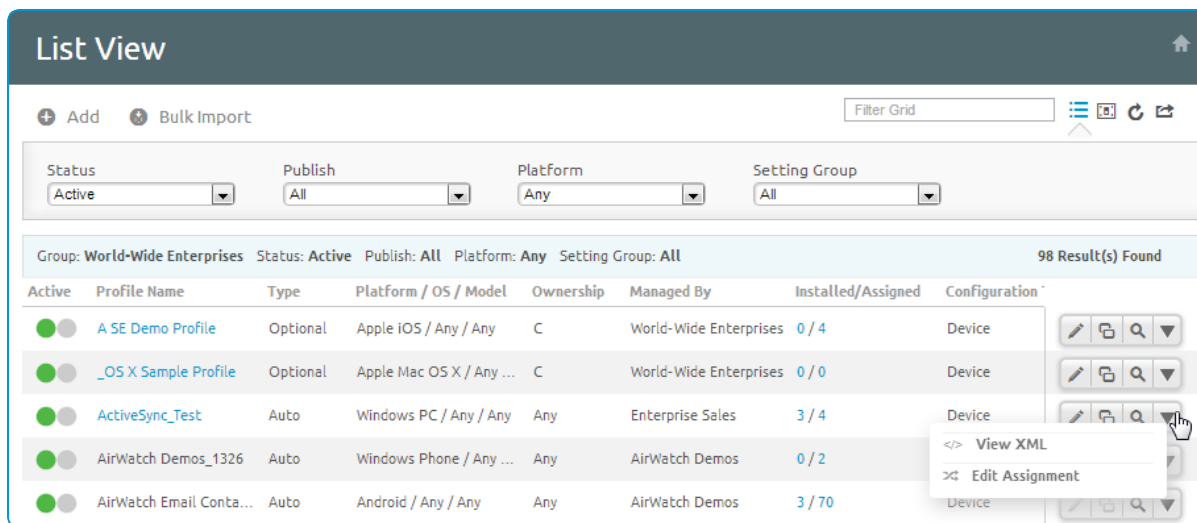 List View
Add Bulk Import Filter Grid
Status Publish Platform Setting Group
Active All Any All
Group: World-Wide Enterprises Status: Active Publish: All Platform: Any Setting Group: All 98 Result(s) Found
Active Profile Name Type Platform / OS / Model Ownership Managed By Installed/Assigned Configuration
A SE Demo Profile Optional Apple iOS / Any / Any C World-Wide Enterprises 0 / 4 Device
_OS X Sample Profile Optional Apple Mac OS X / Any ... C World-Wide Enterprises 0 / 0 Device
ActiveSync_Test Auto Windows PC / Any / Any Any Enterprise Sales 3 / 4 Device
</> View XML
AirWatch Demos_1326 Auto Windows Phone / Any ... Any AirWatch Demos 0 / 2
Edit Assignment
AirWatch Email Conta... Auto Android / Any / Any Any AirWatch Demos 3 / 70 Device